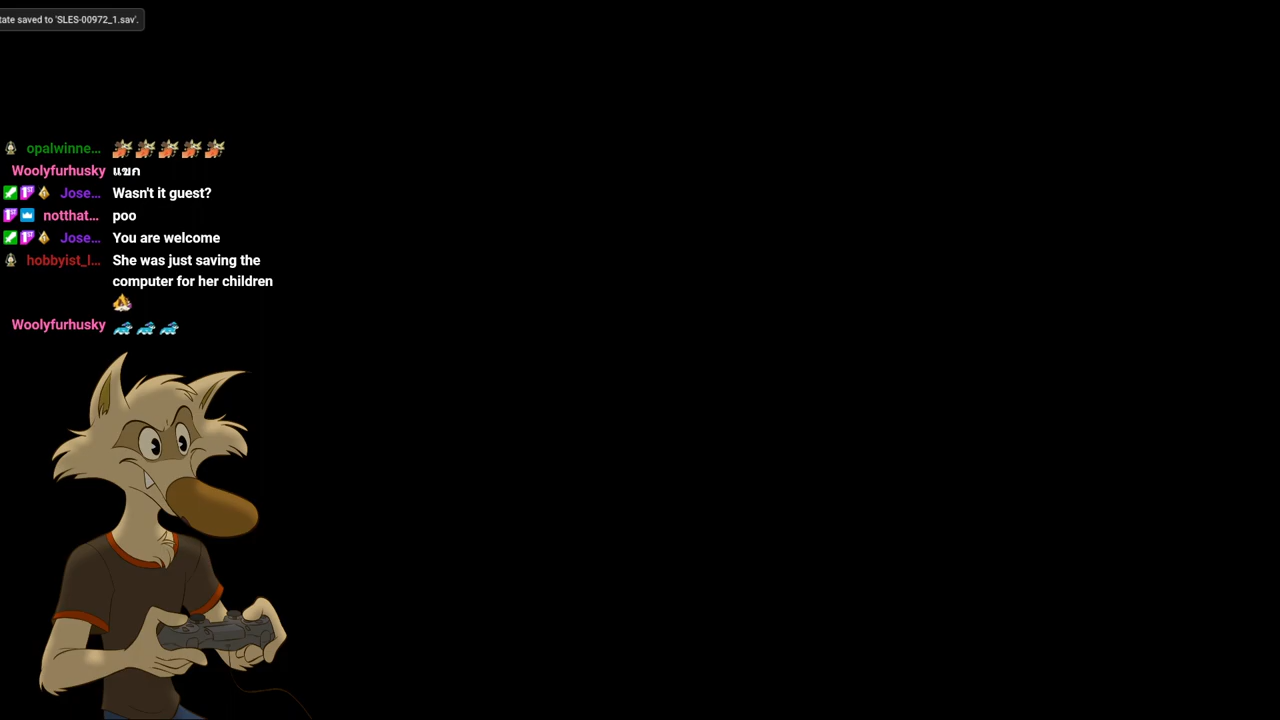 tate saved to 'SLES-00972_1.sav'.
opalwinne...
Woolyfurhusky แขก
Jose... Wasn't it guest?
notthat... poo
Jose... You are welcome
hobbyist_l... She was just saving the
computer for her children
Woolyfurhusky